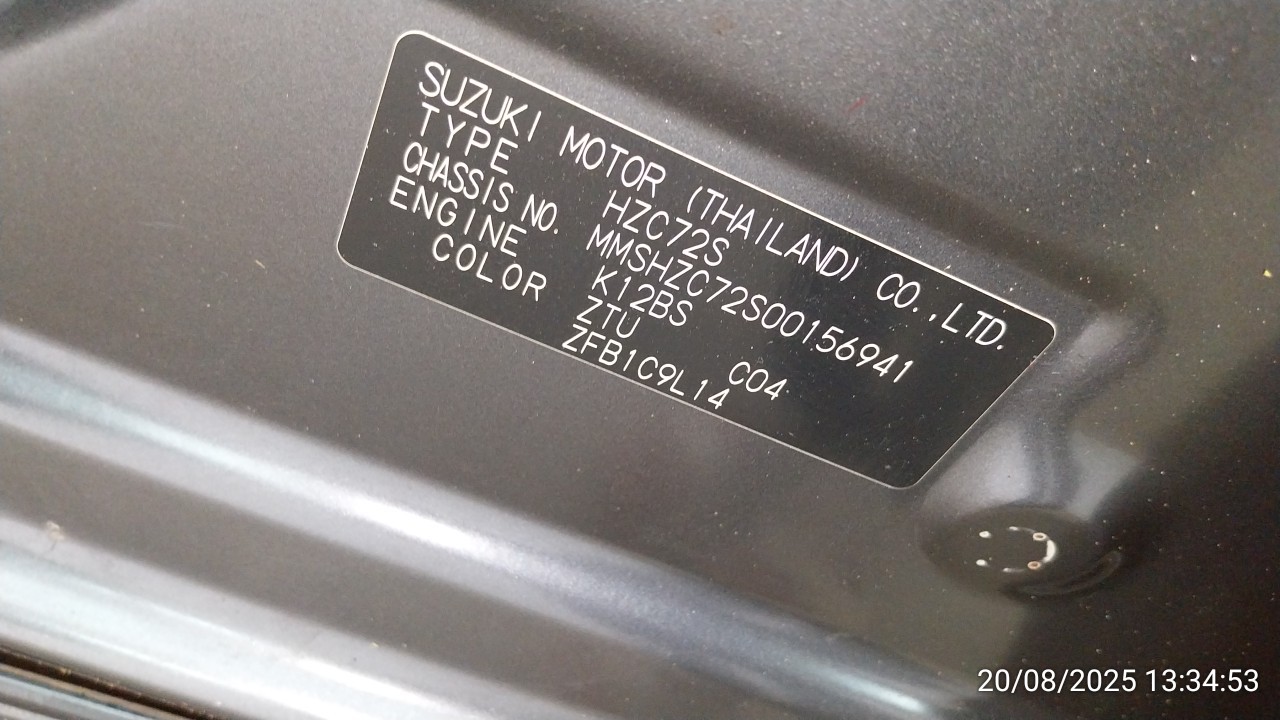 SUZUKI MOTOR (THAILAND) CO.,LTD.
TYPE HZC72S
CHASSIS NO. MMSHZC72S00156941
ENGINE K12BS
COLOR ZTU C04
ZFB1C9L14
20/08/2025 13:34:53